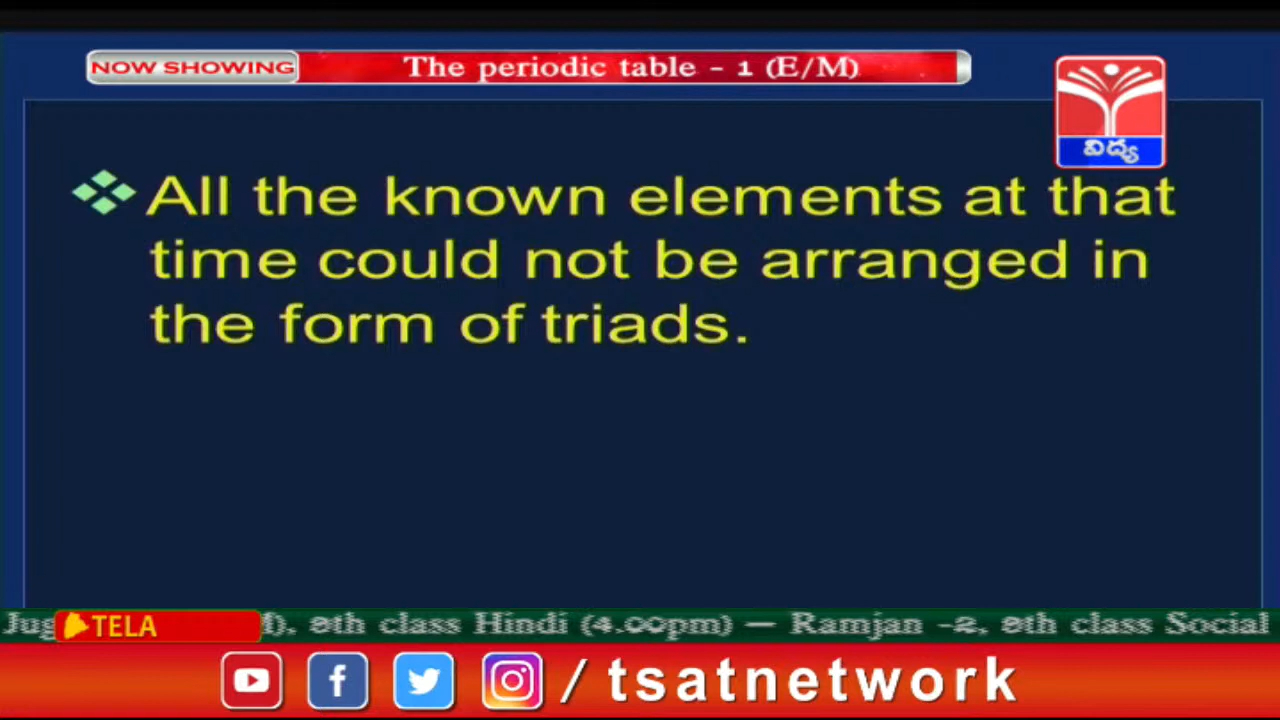 NOW SHOWING
The periodic table - 1 (E/M)
విద్య
All the known elements at that
time could not be arranged in
the form of triads.
TELA
th class Hindi (4.00pm) – Ramjan -2, 8th class Social
/ tsatnetwork